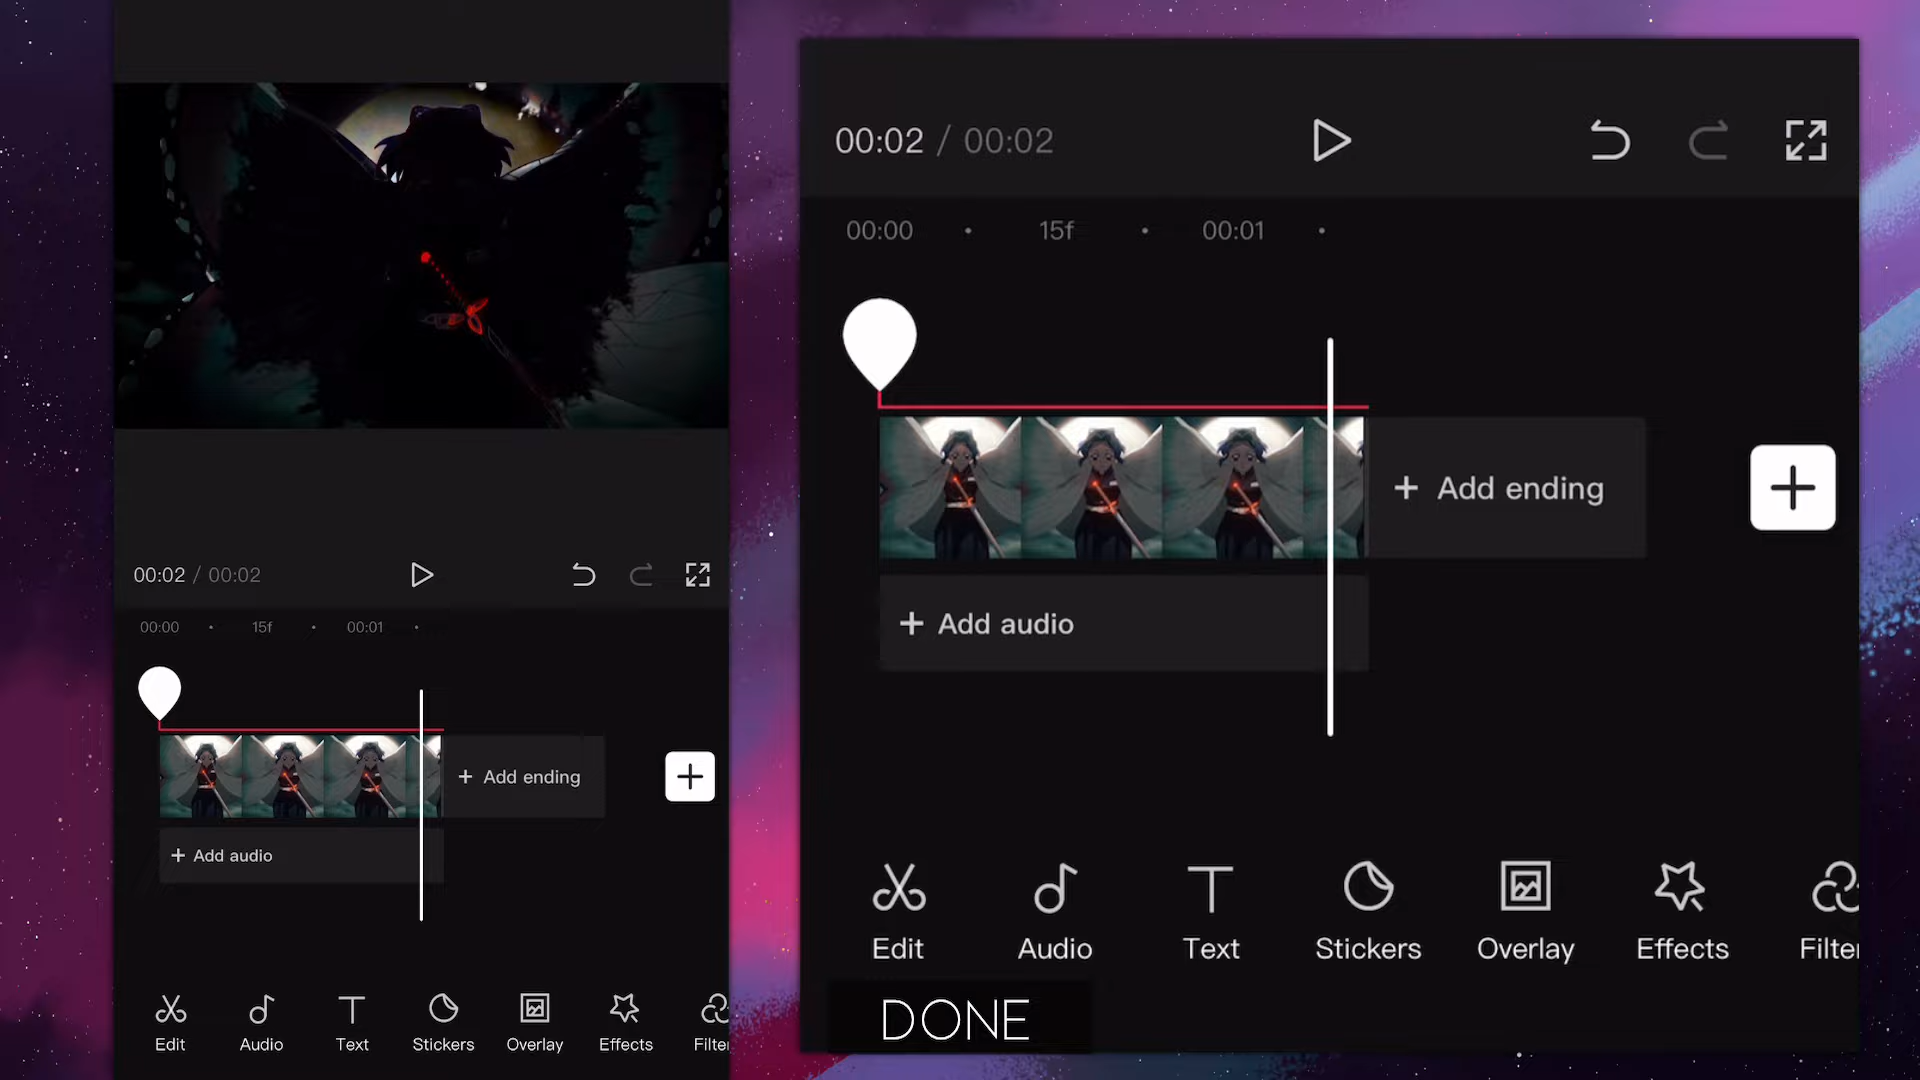 00:02 / 00:02
00:00 15f 00:01
+ Add ending
+ Add audio
Edit Audio Text Stickers Overlay Effects Filter
00:02 / 00:02
00:00 15f 00:01
+ Add ending
+ Add audio
Edit Audio Text Stickers Overlay Effects Filter
DONE